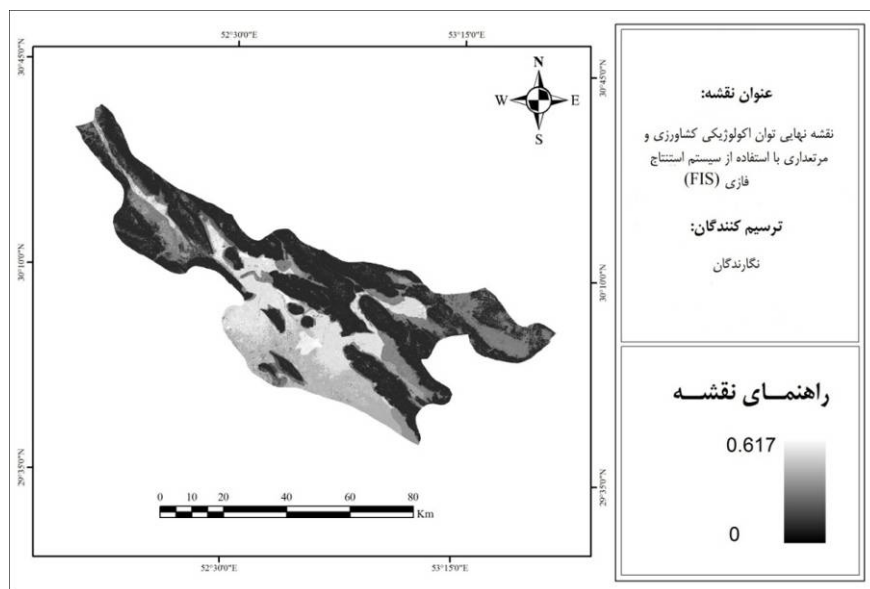 52°30'0"E 53°15'0"E
30°45'0"N 30°45'0"N
N
W E
S
30°10'0"N 30°10'0"N
29°35'0"N 29°35'0"N
0 10 20 40 60 80
Km
52°30'0"E 53°15'0"E
عنوان نقشه:
نقشه نهایی توان اکولوژیکی کشاورزی و
مرتعداری با استفاده از سیستم استنتاج
فازی (FIS)
ترسیم کنندگان:
نگارندگان
راهنمـــای نقشـــه
0.617
0